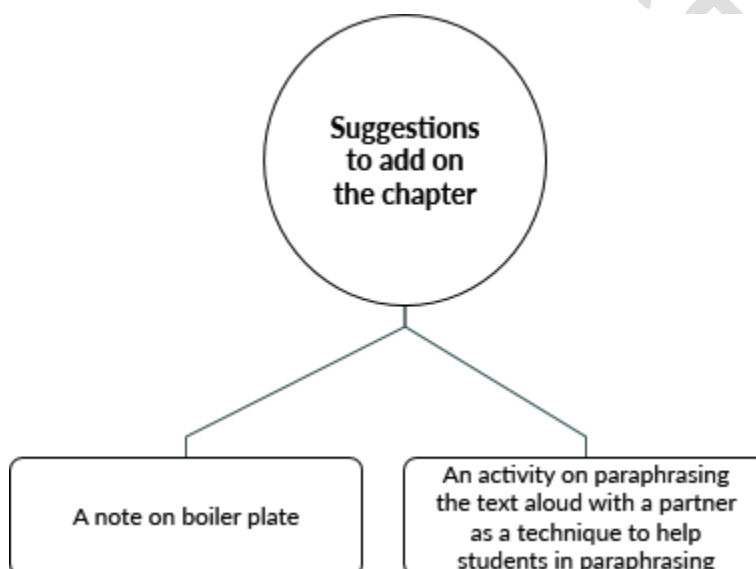 Suggestions
to add on
the chapter
A note on boiler plate
An activity on paraphrasing
the text aloud with a partner
as a technique to help
students in paraphrasing